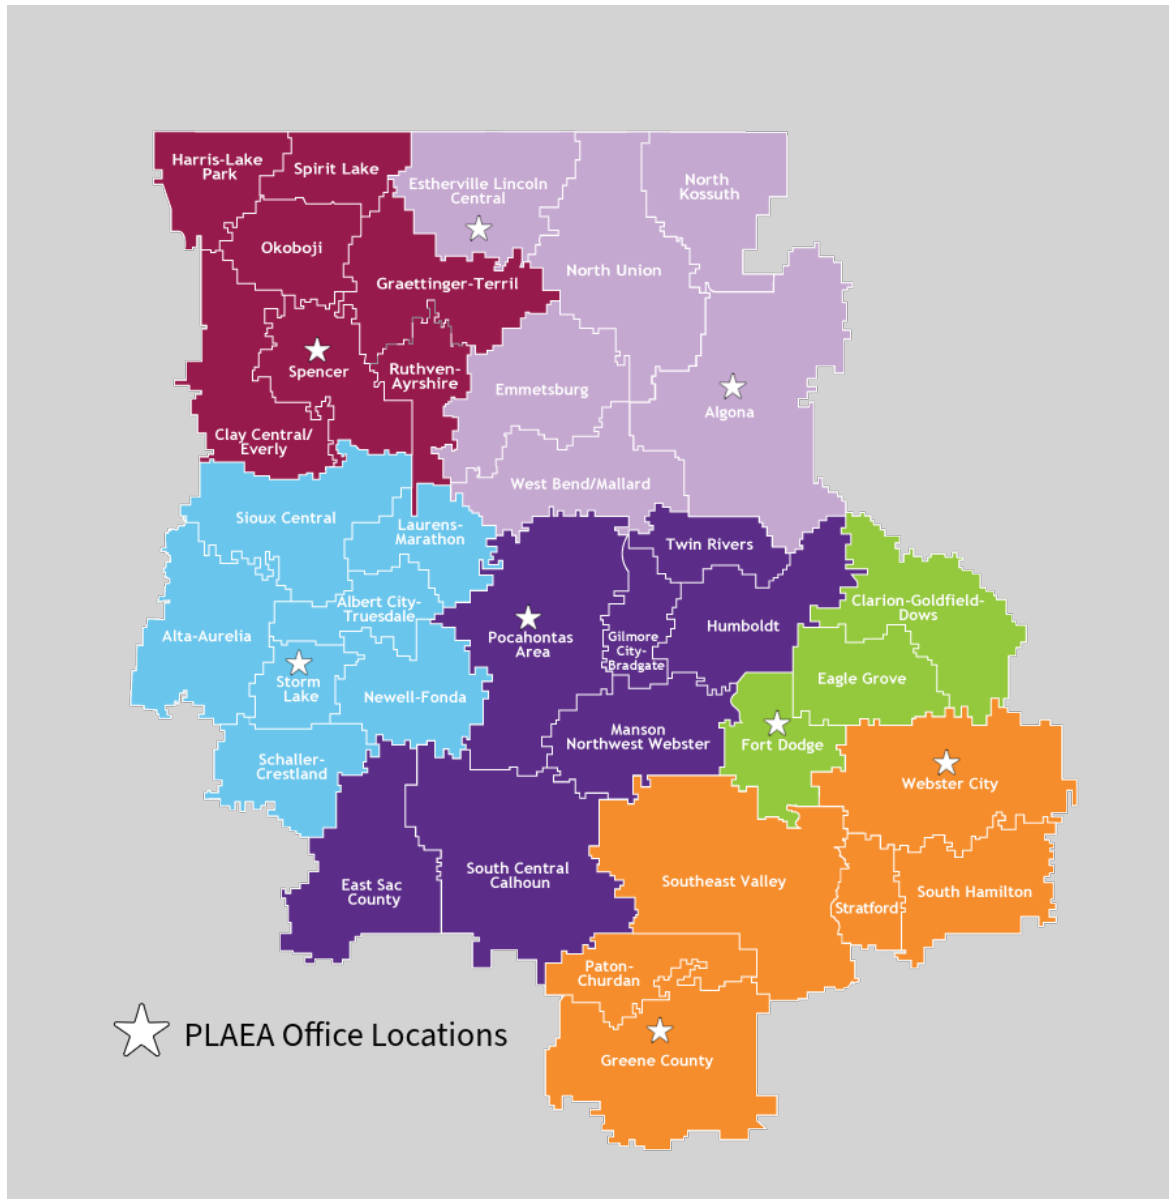 Harris-Lake
Park
Spirit Lake
Estherville Lincoln
Central
North
Kossuth
Okoboji
North Union
Graettinger-Terril
Spencer
Ruthven-
Ayrshire
Emmetsburg
Algona
Clay Central/
Everly
West Bend/Mallard
Sioux Central
Laurens-
Marathon
Twin Rivers
Albert City-
Truesdale
Clarion-Goldfield-
Dows
Alta-Aurelia
Pocahontas
Area
Gilmore
City-
Bradgate
Humboldt
Storm
Lake
Newell-Fonda
Eagle Grove
Manson
Northwest Webster
Fort Dodge
Schaller-
Crestland
Webster City
East Sac
County
South Central
Calhoun
Southeast Valley
Stratford
South Hamilton
Paton-
Churdan
PLAEA Office Locations
Greene County